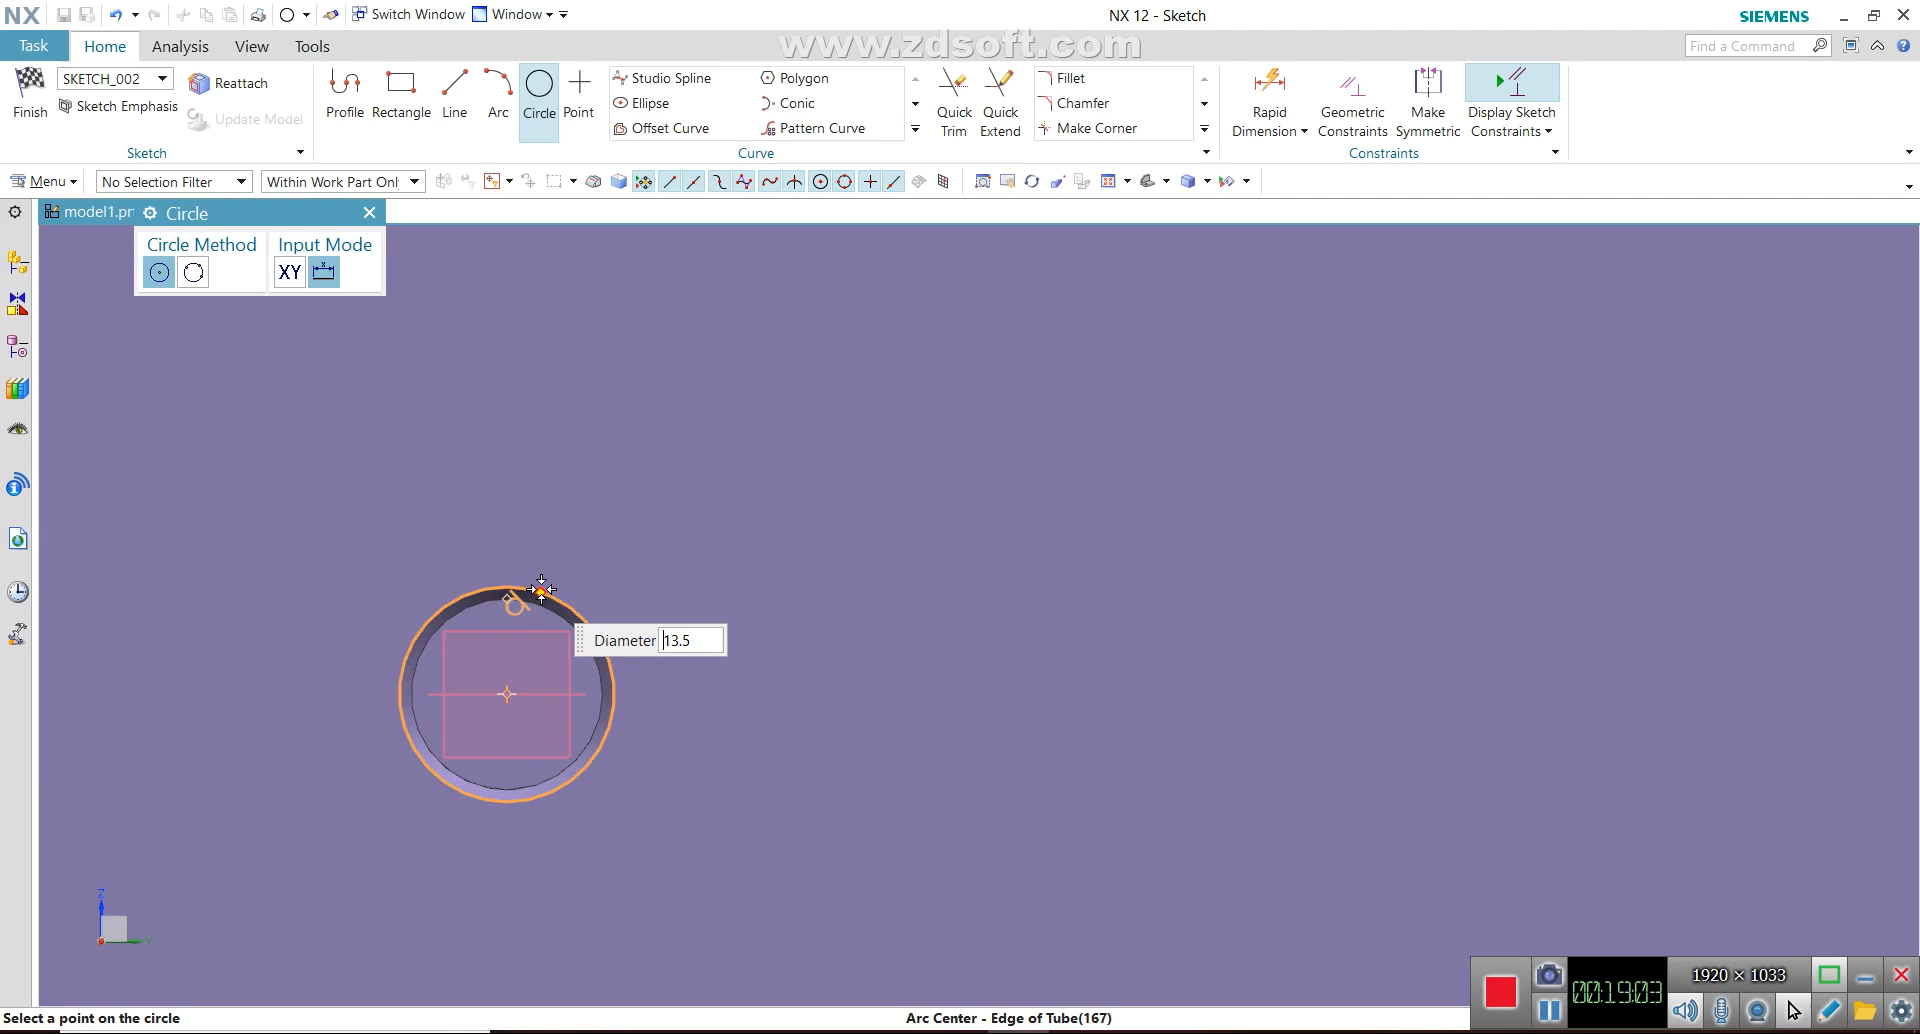 NX Switch Window Window NX 12 - Sketch SIEMENS
Task Home Analysis View Tools www.zdsoft.com Find a Command
SKETCH_002 Reattach Studio Spline Polygon Fillet
Sketch Emphasis Update Model Ellipse Conic Chamfer
Finish Profile Rectangle Line Arc Circle Point Offset Curve Pattern Curve Quick Trim Quick Extend Make Corner Rapid Dimension Geometric Constraints Make Symmetric Display Sketch Constraints
Sketch Curve Constraints
Menu No Selection Filter Within Work Part Onl
model1.pr Circle
Circle Method Input Mode
XY
Diameter 13.5
Z
Y
1920 × 1033
00:19:03
Select a point on the circle Arc Center - Edge of Tube(167)